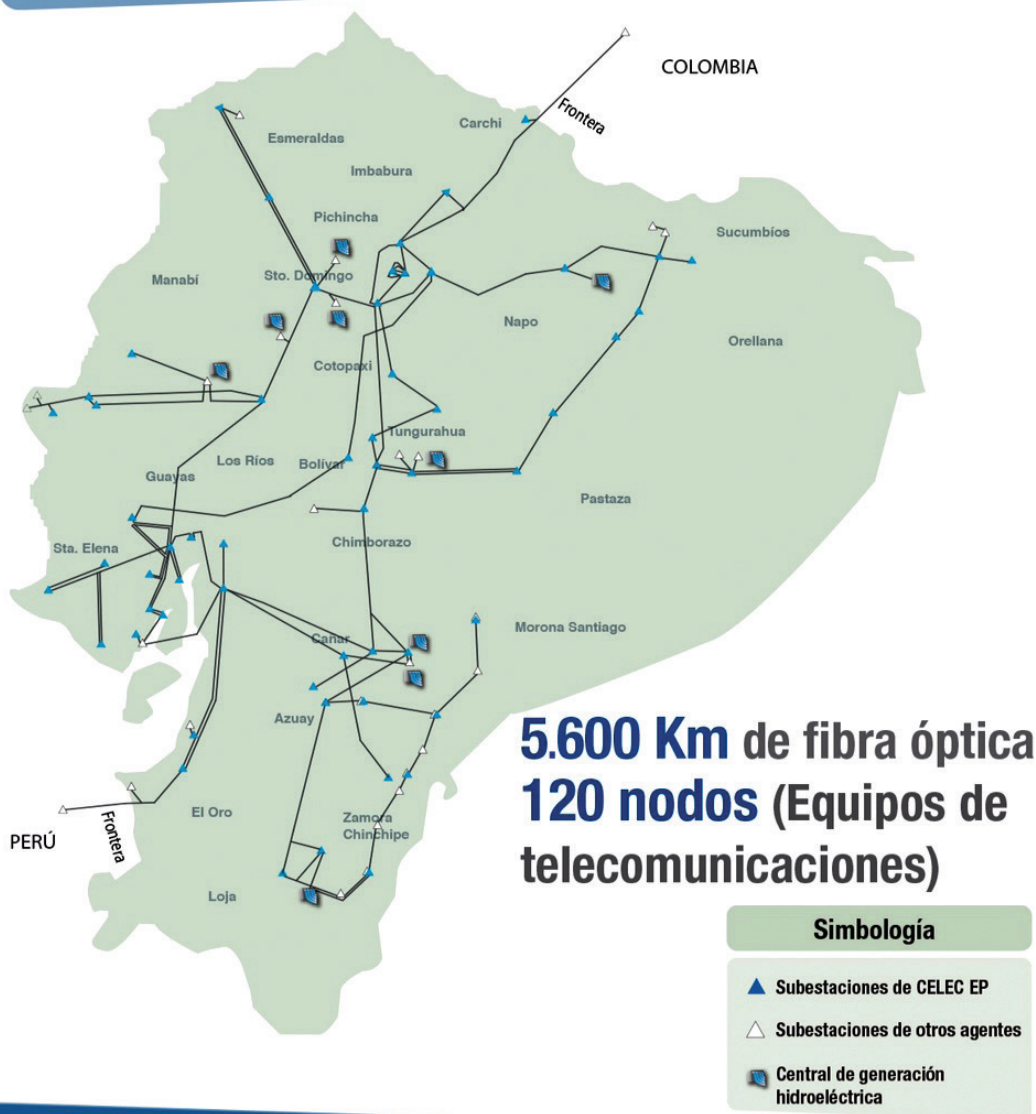 COLOMBIA
Frontera
Carchi
Esmeraldas
Imbabura
Pichincha
Sucumbíos
Manabí
Sto. Domingo
Napo
Orellana
Cotopaxi
Tungurahua
Los Ríos
Bolívar
Guayas
Pastaza
Sta. Elena
Chimborazo
Morona Santiago
Cañar
Azuay
5.600 Km de fibra óptica
120 nodos (Equipos de
telecomunicaciones)
El Oro
Zamora
Chinchipe
PERÚ
Frontera
Loja
Simbología
Subestaciones de CELEC EP
Subestaciones de otros agentes
Central de generación
hidroeléctrica